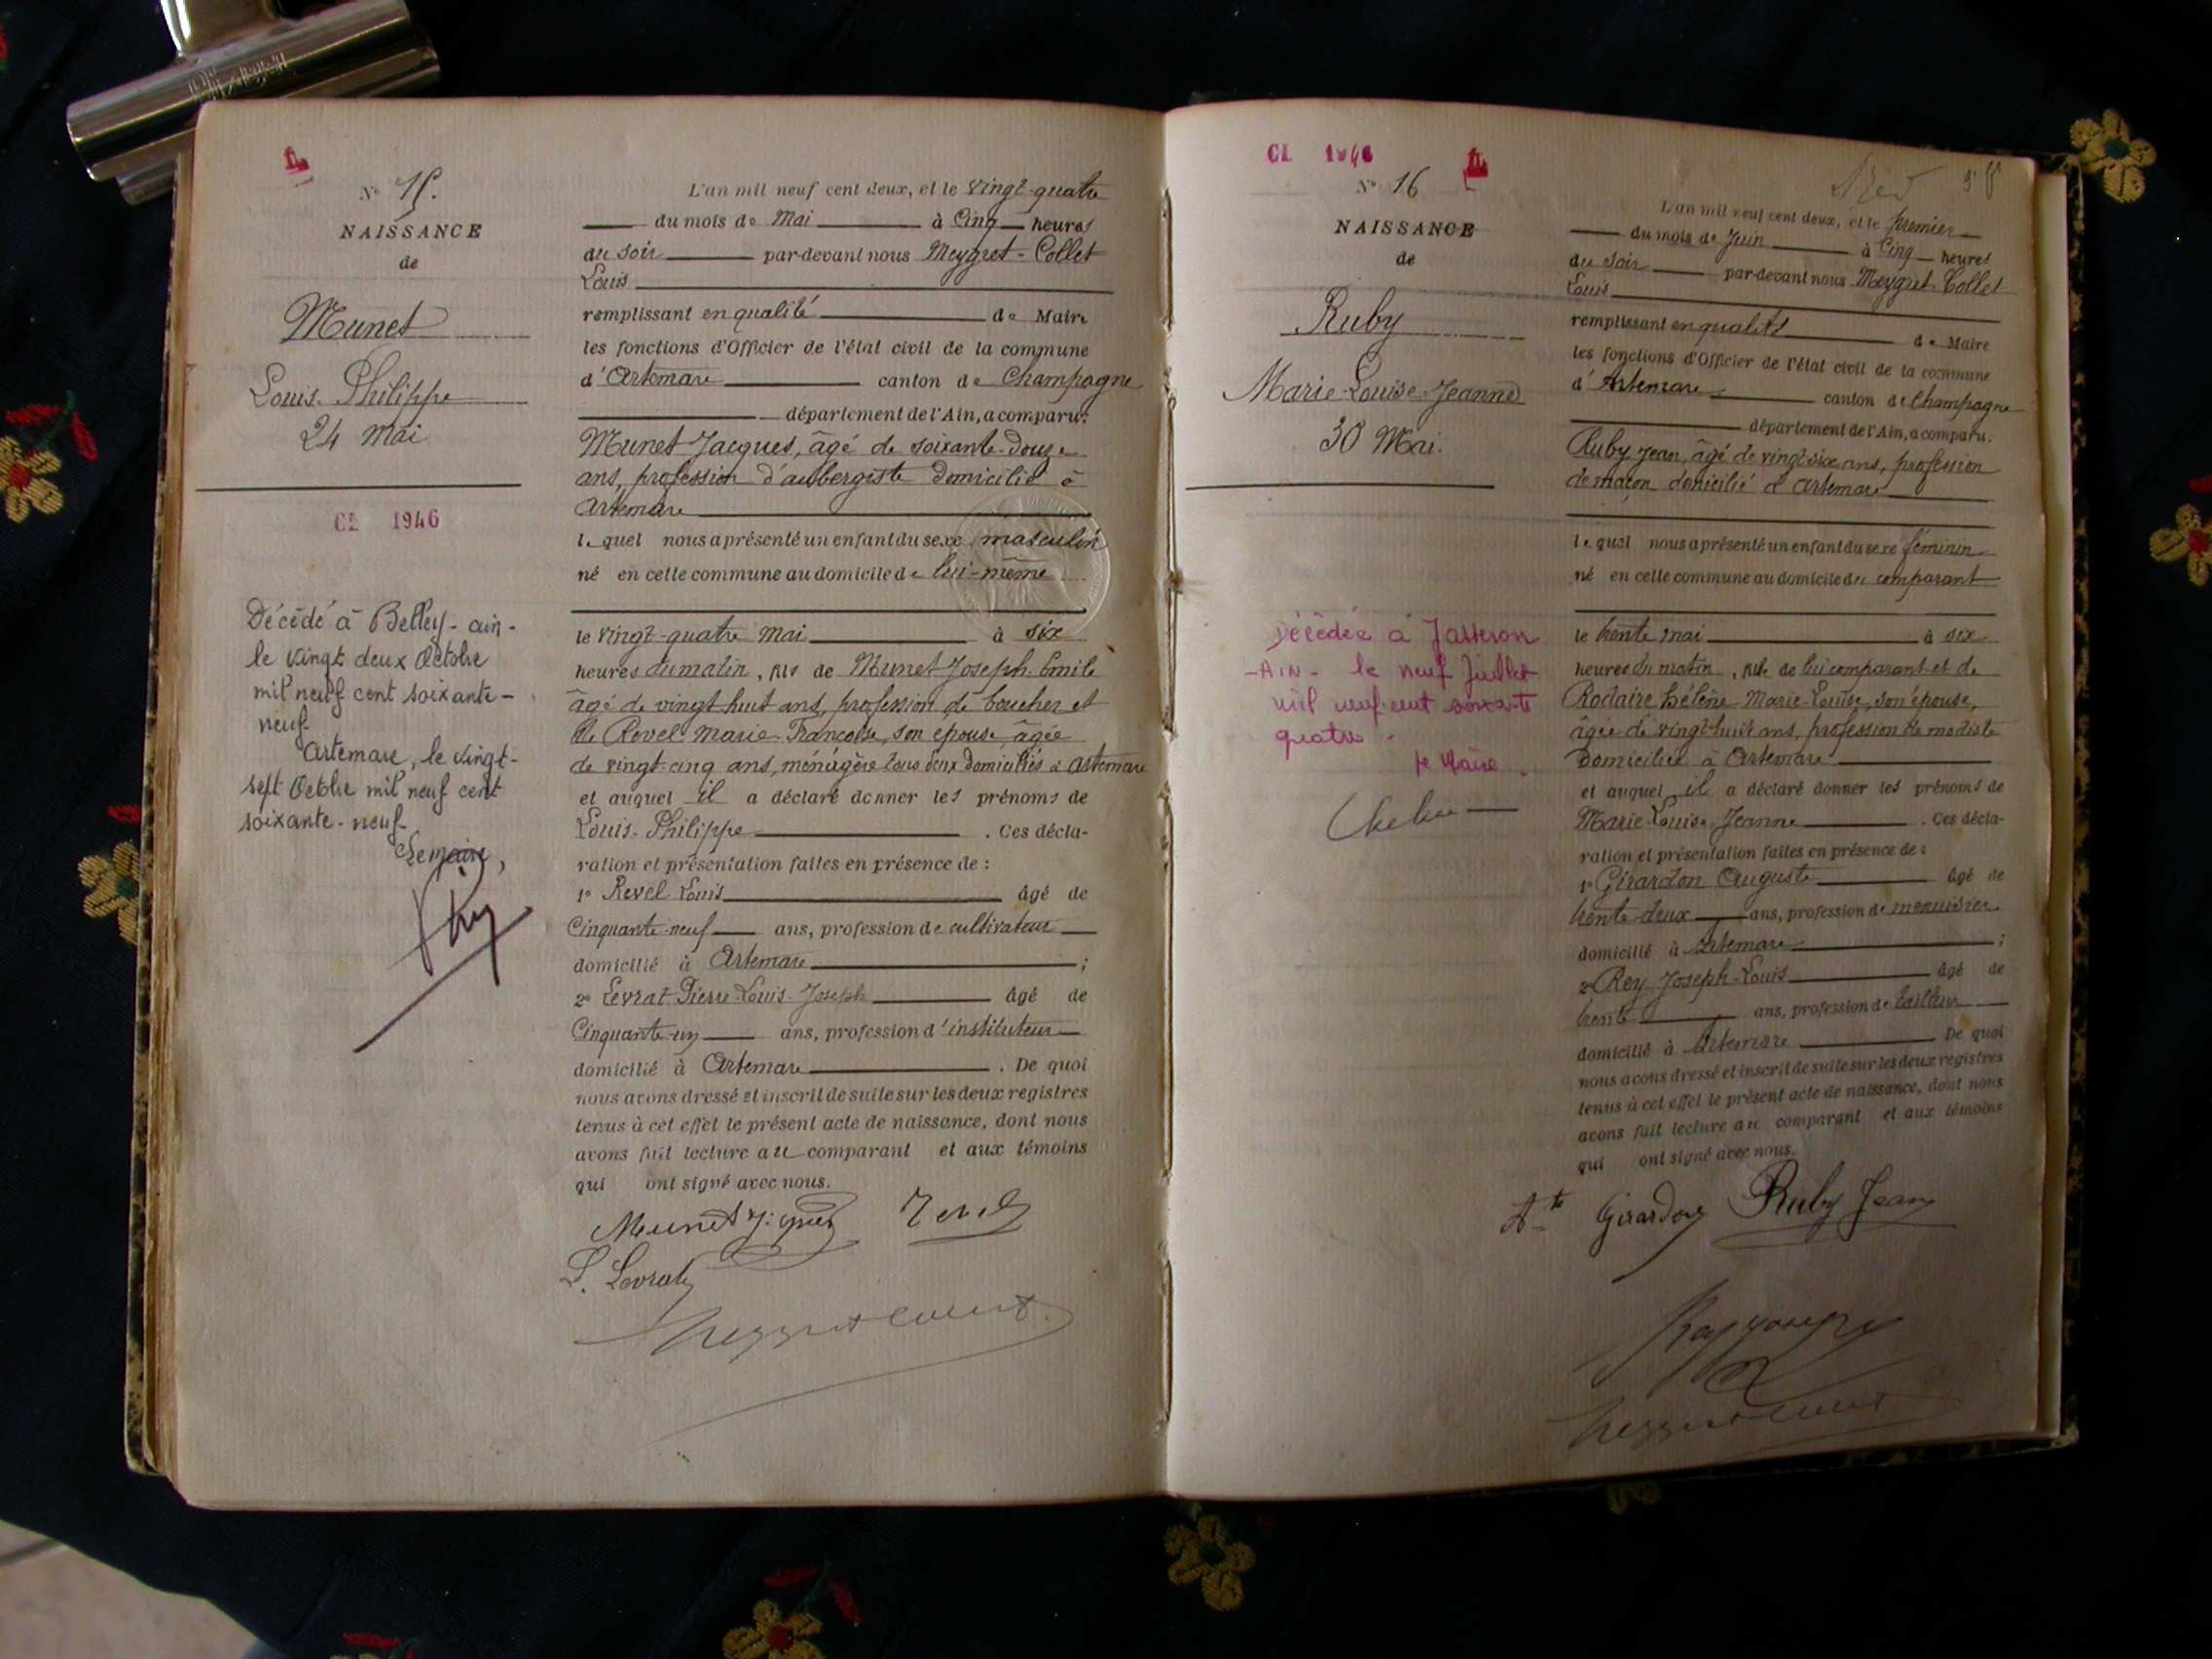 N° 15.
NAISSANCE
de
Munet
Louis-Philippe
24 Mai
CL 1946
Décédé à Belley-ain-
le vingt deux Octobre
mil neuf cent soixante-
neuf
Artemare, le vingt-
sept Octobre mil neuf cent
soixante-neuf
Le maire,
L'an mil neuf cent deux, et le vingt-quatre
du mois de Mai à Cinq heures
du soir par-devant nous Meygret-Collet
Louis
remplissant en qualité de Maire
les fonctions d'Officier de l'état civil de la commune
d'Artemare canton de Champagne
département de l'Ain, a comparu:
Munet Jacques, âgé de soixante-douze
ans, profession d'aubergiste domicilié à
Artemare
lequel nous a présenté un enfant du sexe masculin
né en cette commune au domicile de lui-même
le vingt-quatre mai à six
heures du matin, fils de Munet Joseph-Emile
âgé de vingt huit ans, profession de boucher et
de Revel Marie-Françoise, son épouse âgée
de vingt-cinq ans, ménagère tous deux domiciliés à Artemare
et auquel il a déclaré donner les prénoms de
Louis-Philippe . Ces décla-
ration et présentation faites en présence de :
1° Revel Louis âgé de
Cinquante-neuf ans, profession de cultivateur
domicilié à Artemare ;
2° Levrat Pierre-Louis-Joseph âgé de
Cinquante-un ans, profession d'instituteur
domicilié à Artemare . De quoi
nous avons dressé et inscrit de suite sur les deux registres
tenus à cet effet le présent acte de naissance, dont nous
avons fait lecture au comparant et aux témoins
qui ont signé avec nous.
Munet Revel
L. Levrat
CL 1946
N° 16
NAISSANCE
de
Ruby
Marie-Louise-Jeanne
30 Mai.
Décédée à Jasseron
-AIN- le neuf Juillet
mil neuf cent soixante
quatre.
le Maire.
L'an mil neuf cent deux, et le premier
du mois de Juin à Cinq heures
du soir par-devant nous Meygret-Collet
Louis
remplissant en qualité de Maire
les fonctions d'Officier de l'état civil de la commune
d'Artemare canton de Champagne
département de l'Ain, a comparu.
Ruby Jean, âgé de vingt-six ans, profession
de maçon domicilié à Artemare
lequel nous a présenté un enfant du sexe féminin
né en cette commune au domicile du comparant
le trente mai à six
heures du matin, fille de lui comparant et de
Rodaire Hélène Marie-Louise, son épouse,
âgée de vingt-huit ans, profession de modiste
domiciliée à Artemare
et auquel il a déclaré donner les prénoms de
Marie-Louise-Jeanne . Ces décla-
ration et présentation faites en présence de :
1° Girardon Auguste âgé de
trente-deux ans, profession de menuisier
domicilié à Artemare ;
2° Rey Joseph-Louis âgé de
trente ans, profession de tailleur
domicilié à Artemare De quoi
nous avons dressé et inscrit de suite sur les deux registres
tenus à cet effet le présent acte de naissance, dont nous
avons fait lecture au comparant et aux témoins
qui ont signé avec nous.
Girardon Ruby Jean